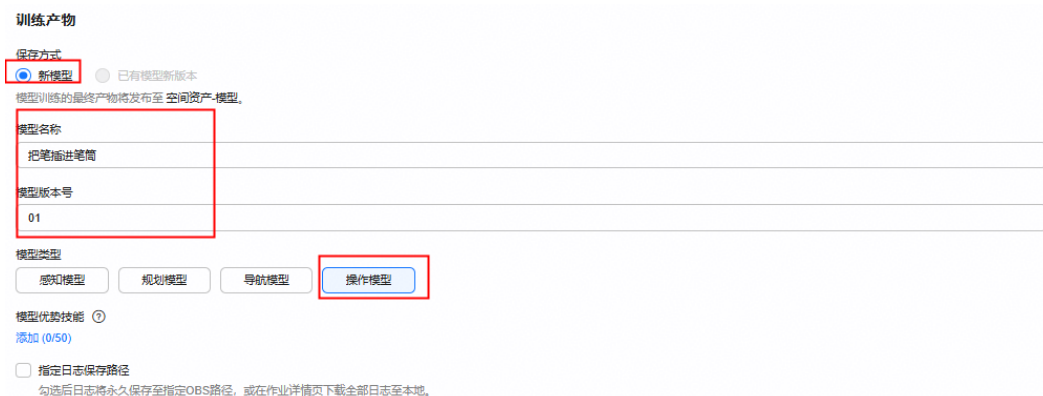 训练产物
保存方式
新模型 已有模型新版本
模型训练的最终产物将发布至 空间资产-模型。
模型名称
把笔插进笔筒
模型版本号
01
模型类型
感知模型 规划模型 导航模型 操作模型
模型优势技能 ?
添加 (0/50)
指定日志保存路径
勾选后日志将永久保存至指定OBS路径，或在作业详情页下载全部日志至本地。